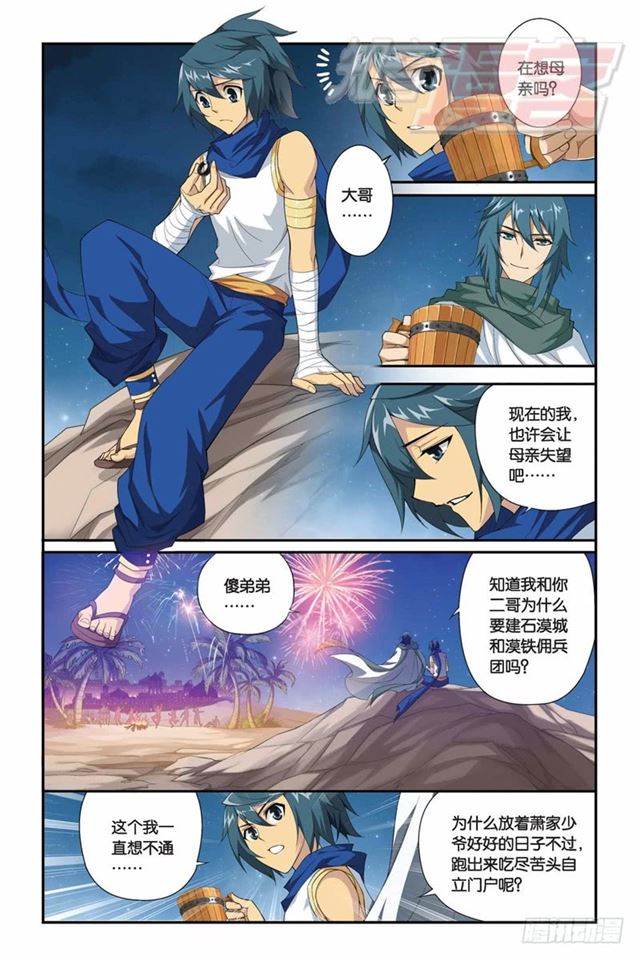 在想母
亲吗？
大哥
……
现在的我，
也许会让
母亲失望
吧……
傻弟弟
……
知道我和你
二哥为什么
要建石漠城
和漠铁佣兵
团吗？
这个我一
直想不通
……
为什么放着萧家少
爷好好的日子不过，
跑出来吃尽苦头自
立门户呢？
腾讯动漫